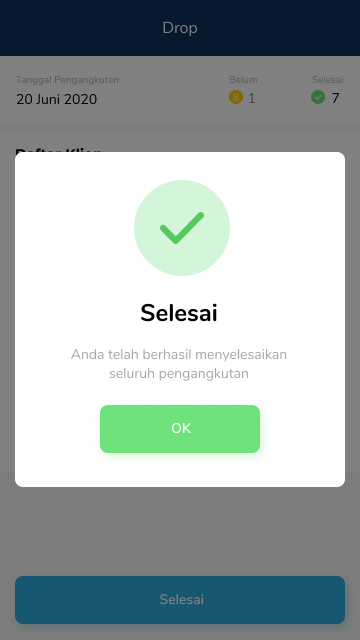 Drop
Tanggal Pengangkutan
Belum
Selesai
20 Juni 2020
1
7
Daftar Klien
Selesai
Anda telah berhasil menyelesaikan
seluruh pengangkutan
OK
Selesai